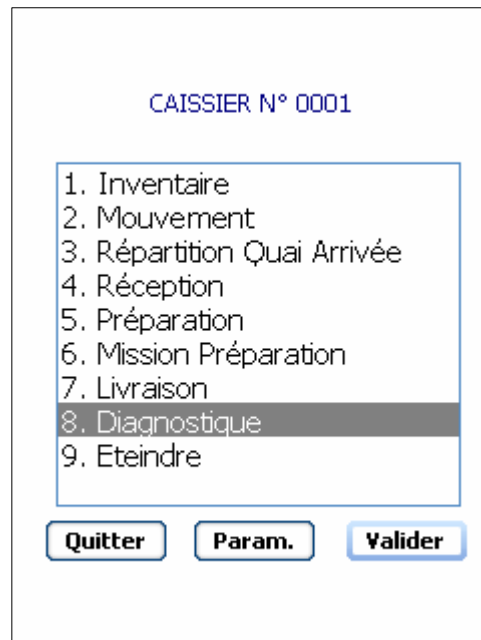 CAISSIER N° 0001
1. Inventaire
2. Mouvement
3. Répartition Quai Arrivée
4. Réception
5. Préparation
6. Mission Préparation
7. Livraison
8. Diagnostique
9. Eteindre
Quitter Param. Valider